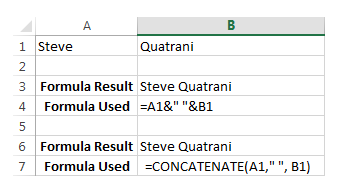 A B
1 Steve Quatrani
2
3 Formula Result Steve Quatrani
4 Formula Used =A1&" "&B1
5
6 Formula Result Steve Quatrani
7 Formula Used =CONCATENATE(A1," ", B1)